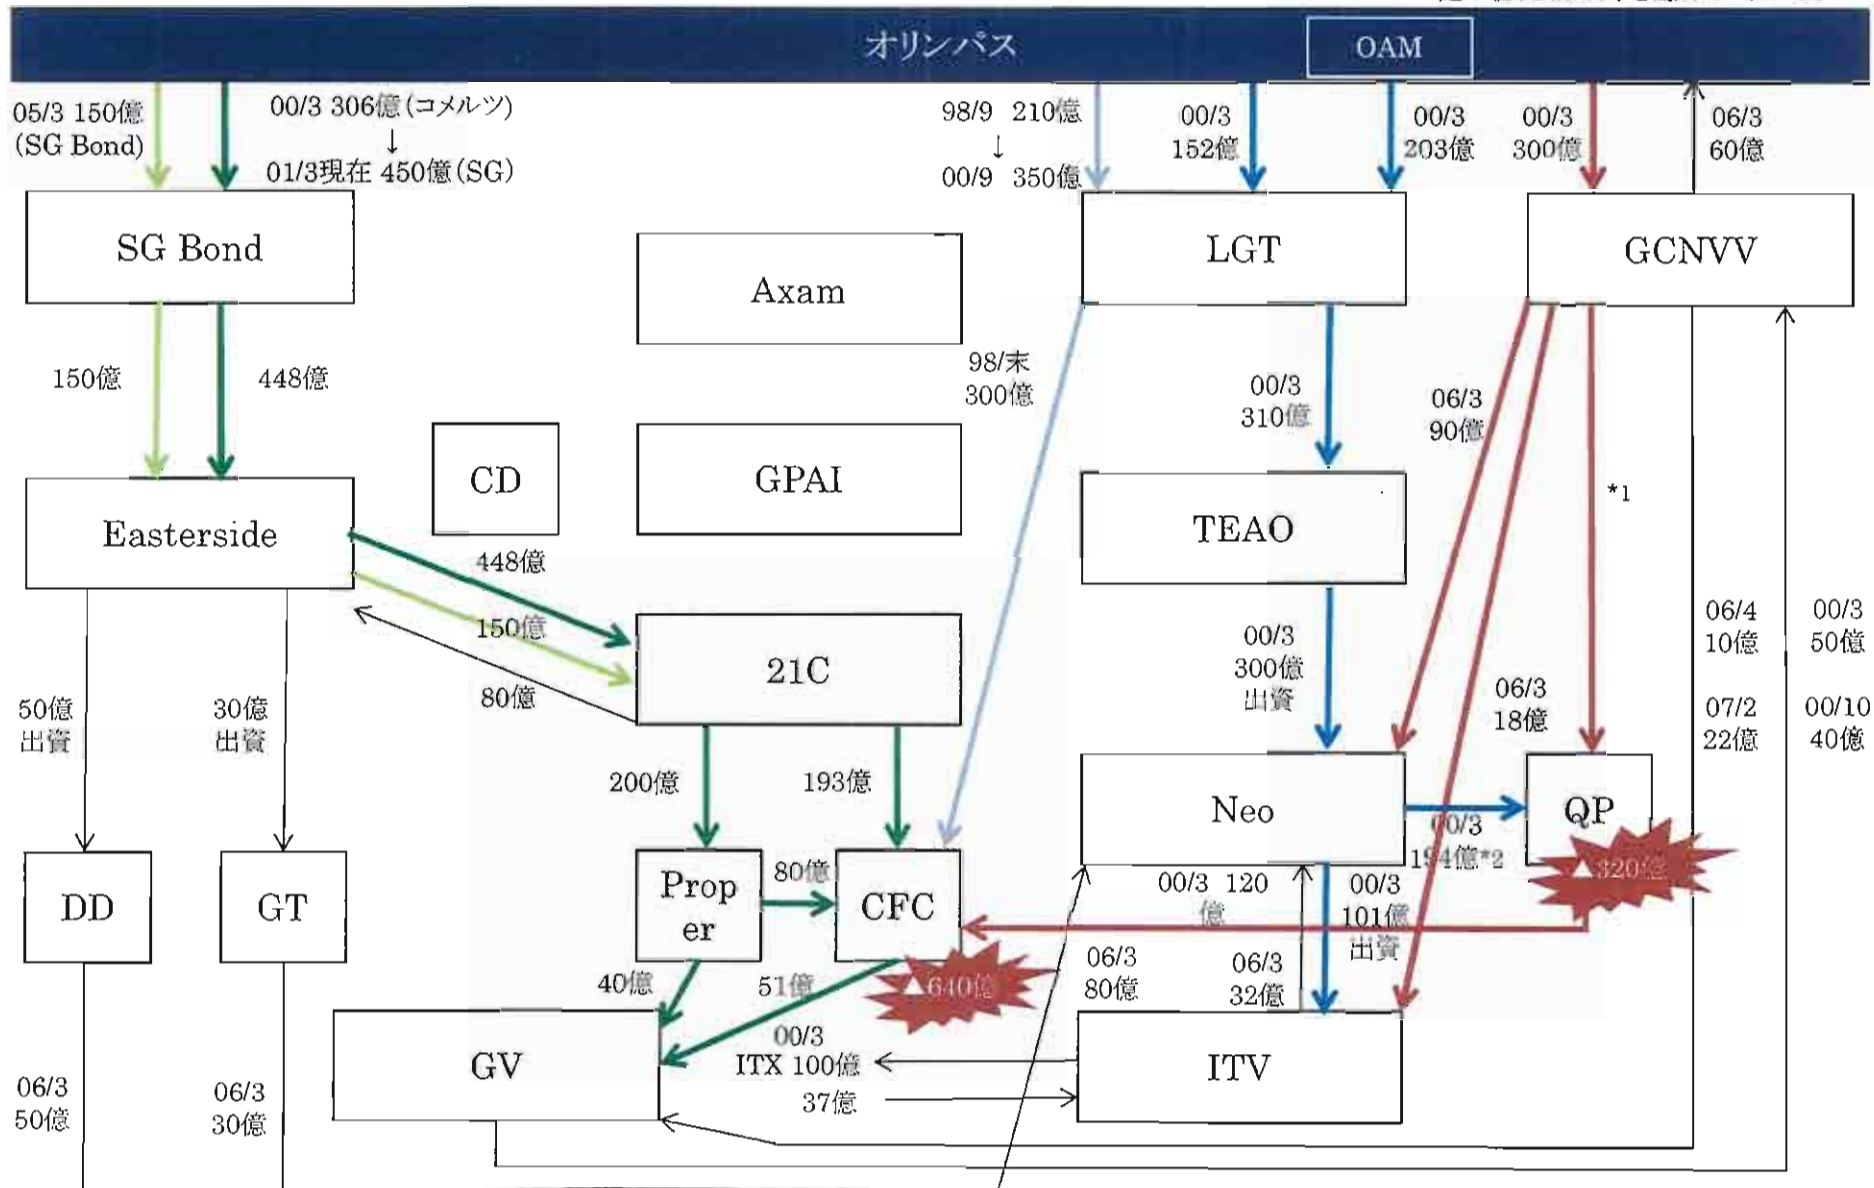 オリンパス
OAM
05/3 150億
(SG Bond)
00/3 306億(コメルツ)
↓
01/3現在 450億(SG)
98/9 210億
↓
00/9 350億
00/3
152億
00/3
203億
00/3
300億
06/3
60億
SG Bond
Axam
LGT
GCNVV
150億
448億
98/末
300億
00/3
310億
06/3
90億
*1
CD
GPAI
Easterside
TEAO
448億
150億
80億
21C
00/3
300億
出資
06/3
18億
06/4
10億
07/2
22億
00/3
50億
00/10
40億
50億
出資
30億
出資
200億
193億
Neo
QP
00/3
194億*2
△320億
DD
GT
Prop
er
80億
CFC
00/3 120
億
00/3
101億
出資
40億
51億
△640億
06/3
80億
06/3
32億
GV
00/3
ITX 100億
37億
ITV
06/3
50億
06/3
30億